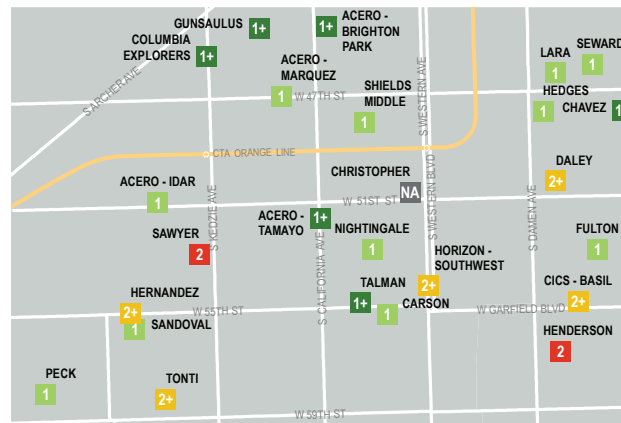 GUNSAULUS
1+
COLUMBIA
EXPLORERS
1+
ACERO -
BRIGHTON
PARK
1+
S ARCHER AVE
ACERO -
MARQUEZ
1
W 47TH ST
SHIELDS
MIDDLE
1
S WESTERN AVE
LARA
1
SEWARD
1
HEDGES
1
CHAVEZ
1
CTA ORANGE LINE
CHRISTOPHER
NA
S WESTERN BLVD
DALEY
2+
ACERO - IDAR
1
S KEDZIE AVE
W 51ST ST
S DAMEN AVE
SAWYER
2
ACERO -
TAMAYO
1+
NIGHTINGALE
1
S CALIFORNIA AVE
HORIZON -
SOUTHWEST
2+
FULTON
1
HERNANDEZ
2+
SANDOVAL
1
W 55TH ST
TALMAN
1+
CARSON
1
CICS - BASIL
2+
W GARFIELD BLVD
HENDERSON
2
PECK
1
TONTI
2+
W 59TH ST